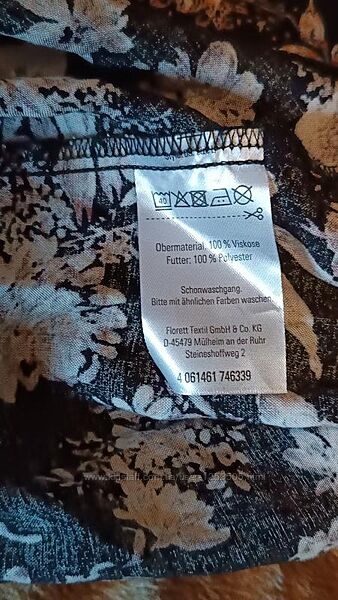 40
Obermaterial: 100 % Viskose
Futter: 100 % Polyester
Schonwaschgang.
Bitte mit ähnlichen Farben waschen.
Florett Textil GmbH & Co. KG
D-45479 Mülheim an der Ruhr
Steineshoffweg 2
4 061461 746339